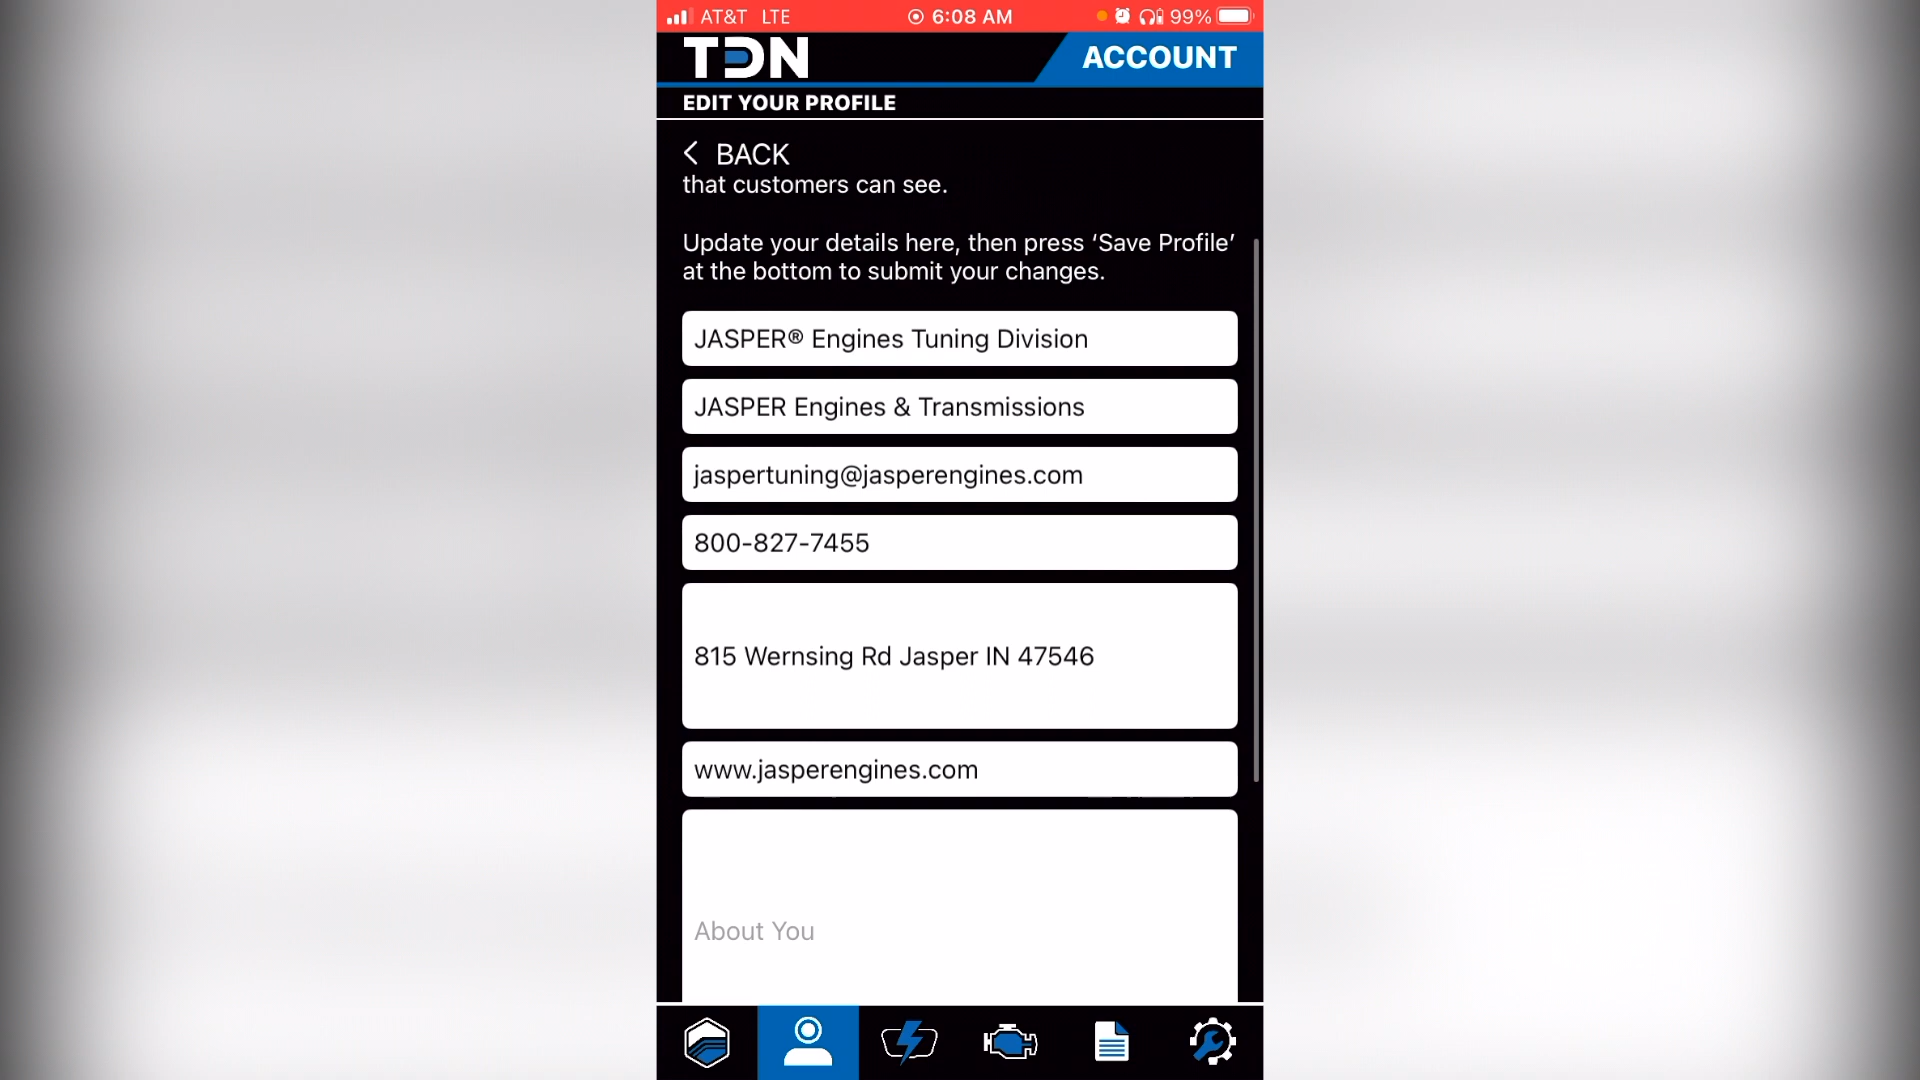 AT&T LTE 6:08 AM 99%
TDN
ACCOUNT
EDIT YOUR PROFILE
BACK
that customers can see.
Update your details here, then press ‘Save Profile’
at the bottom to submit your changes.
JASPER® Engines Tuning Division
JASPER Engines & Transmissions
jaspertuning@jasperengines.com
800-827-7455
815 Wernsing Rd Jasper IN 47546
www.jasperengines.com
About You